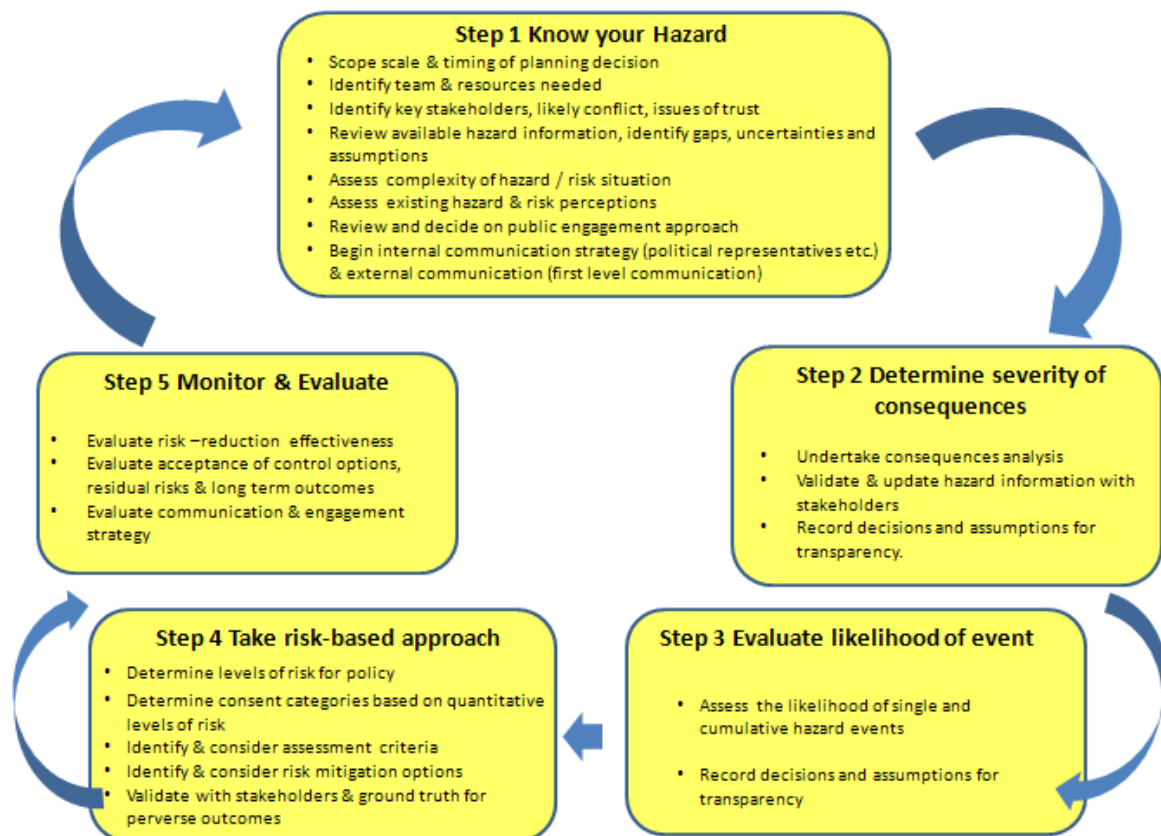 Step 1 Know your Hazard
• Scope scale & timing of planning decision
• Identify team & resources needed
• Identify key stakeholders, likely conflict, issues of trust
• Review available hazard information, identify gaps, uncertainties and
assumptions
• Assess complexity of hazard / risk situation
• Assess existing hazard & risk perceptions
• Review and decide on public engagement approach
• Begin internal communication strategy (political representatives etc.)
& external communication (first level communication)
Step 2 Determine severity of
consequences
• Undertake consequences analysis
• Validate & update hazard information with
stakeholders
• Record decisions and assumptions for
transparency.
Step 3 Evaluate likelihood of event
• Assess the likelihood of single and
cumulative hazard events
• Record decisions and assumptions for
transparency
Step 4 Take risk-based approach
• Determine levels of risk for policy
• Determine consent categories based on quantitative
levels of risk
• Identify & consider assessment criteria
• Identify & consider risk mitigation options
• Validate with stakeholders & ground truth for
perverse outcomes
Step 5 Monitor & Evaluate
• Evaluate risk –reduction effectiveness
• Evaluate acceptance of control options,
residual risks & long term outcomes
• Evaluate communication & engagement
strategy